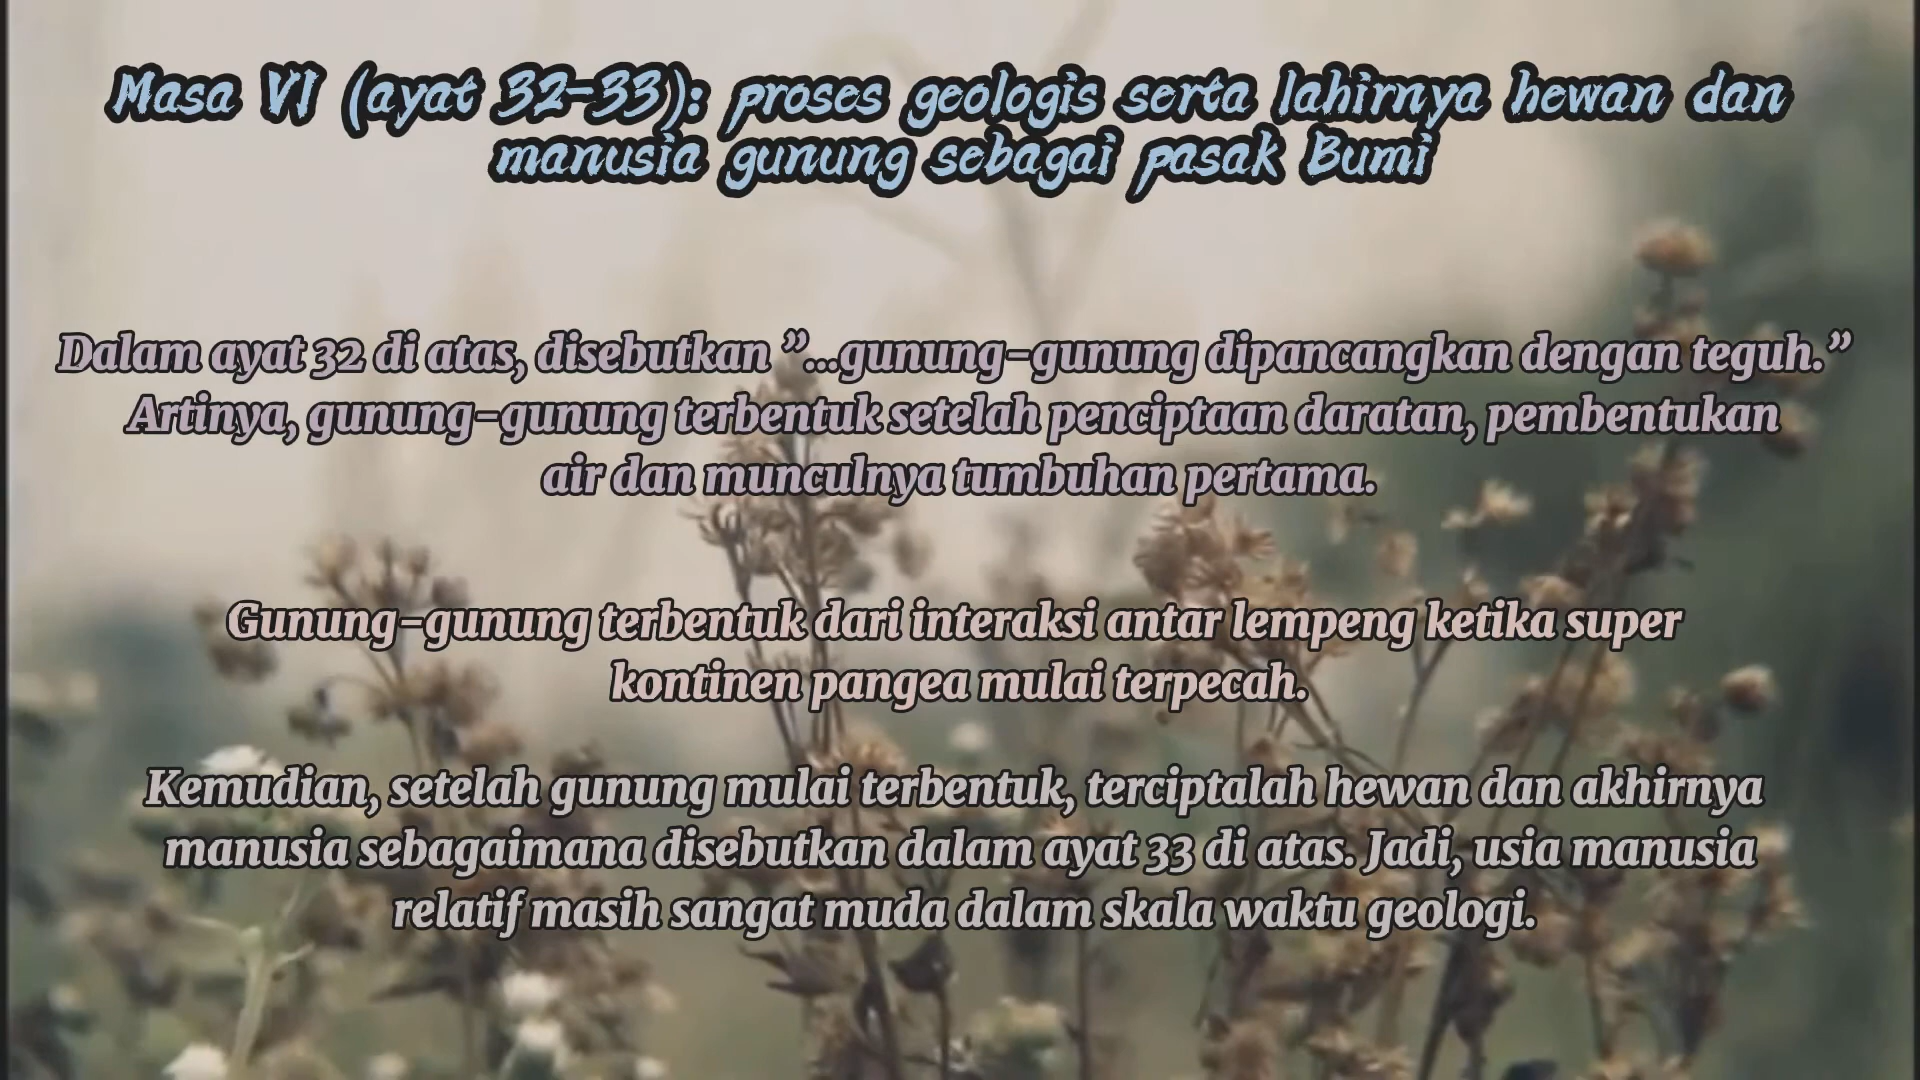 Masa VI (ayat 32-33): proses geologis serta lahirnya hewan dan
manusia gunung sebagai pasak Bumi
Dalam ayat 32 di atas, disebutkan ”...gunung-gunung dipancangkan dengan teguh.”
Artinya, gunung-gunung terbentuk setelah penciptaan daratan, pembentukan
air dan munculnya tumbuhan pertama.
Gunung-gunung terbentuk dari interaksi antar lempeng ketika super
kontinen pangea mulai terpecah.
Kemudian, setelah gunung mulai terbentuk, terciptalah hewan dan akhirnya
manusia sebagaimana disebutkan dalam ayat 33 di atas. Jadi, usia manusia
relatif masih sangat muda dalam skala waktu geologi.